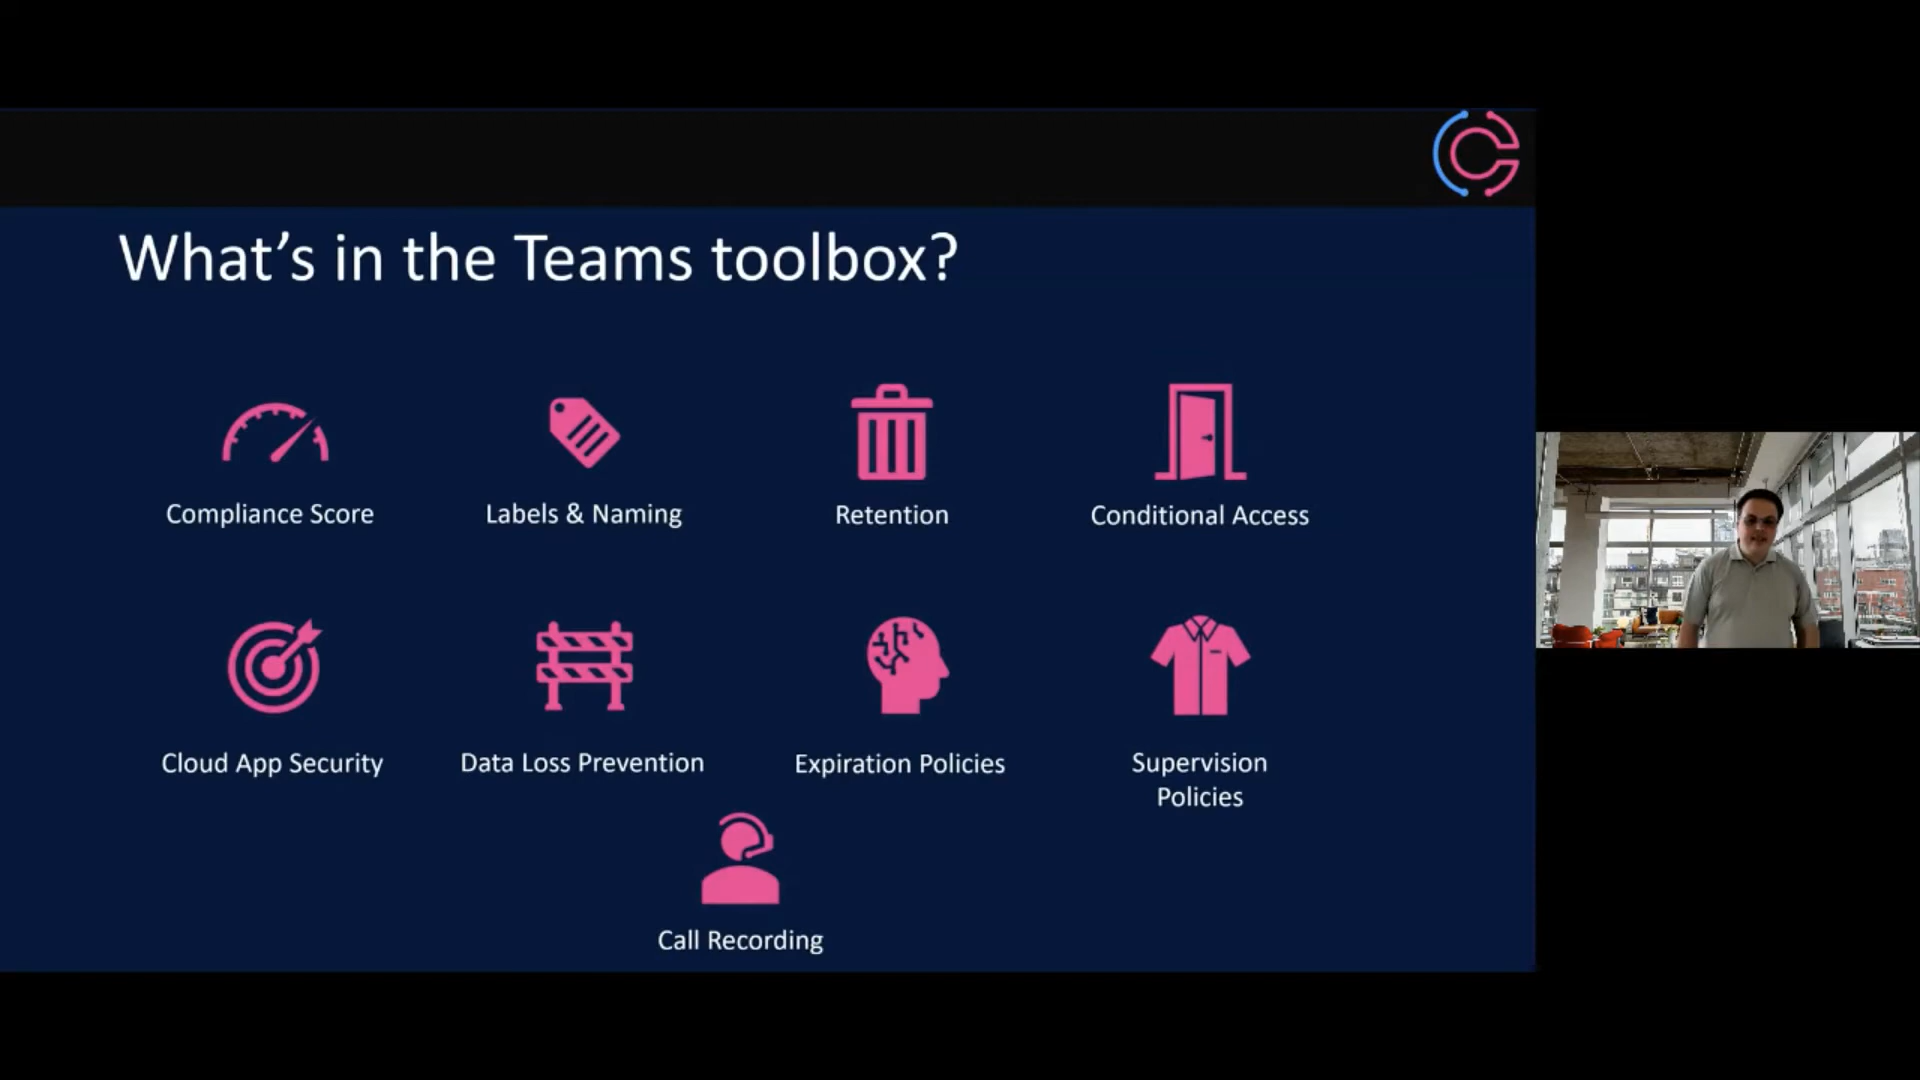 What's in the Teams toolbox?
Compliance Score
Labels & Naming
Retention
Conditional Access
Cloud App Security
Data Loss Prevention
Expiration Policies
Supervision
Policies
Call Recording